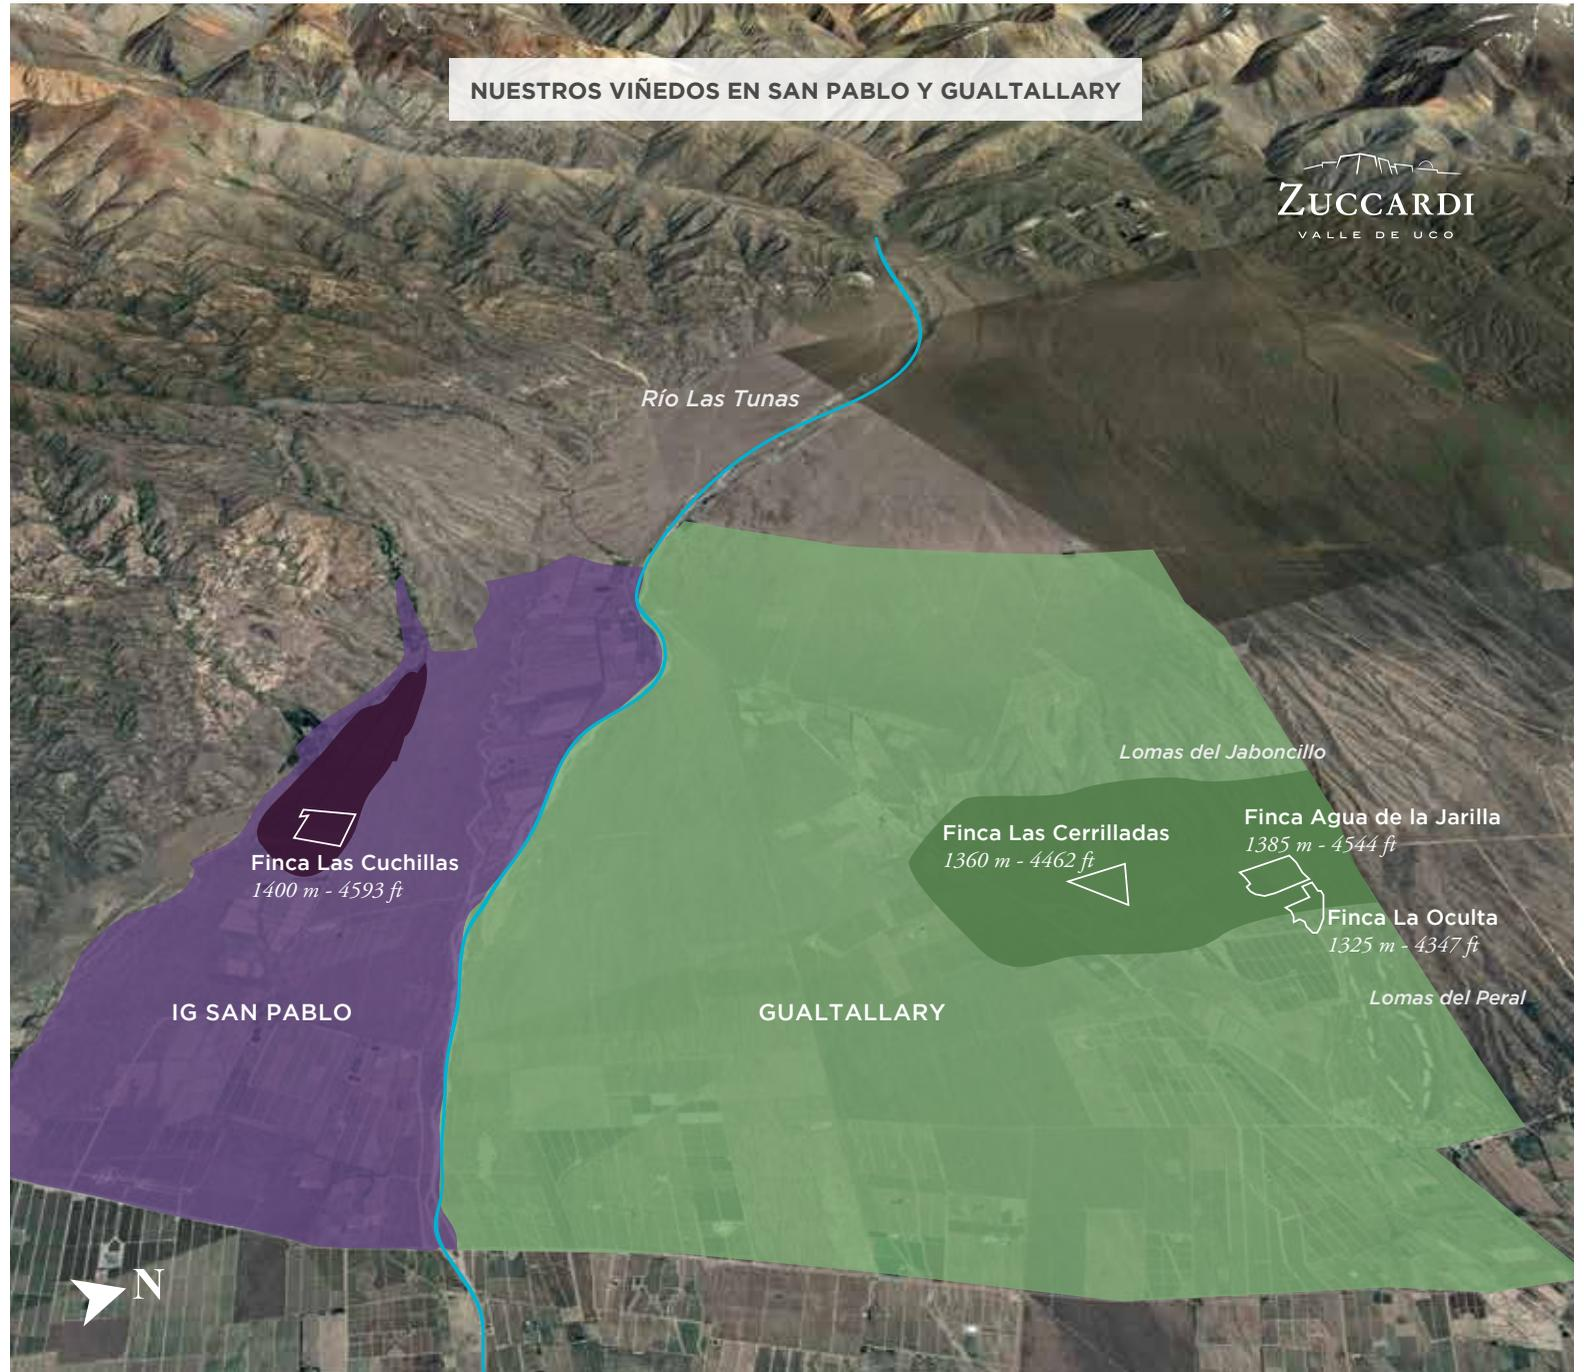 NUESTROS VIÑEDOS EN SAN PABLO Y GUALTALLARY
ZUCCARDI
VALLE DE UCO
Río Las Tunas
Lomas del Jaboncillo
Finca Agua de la Jarilla
1385 m - 4544 ft
Finca Las Cerrilladas
1360 m - 4462 ft
Finca Las Cuchillas
1400 m - 4593 ft
Finca La Oculta
1325 m - 4347 ft
Lomas del Peral
IG SAN PABLO
GUALTALLARY
N